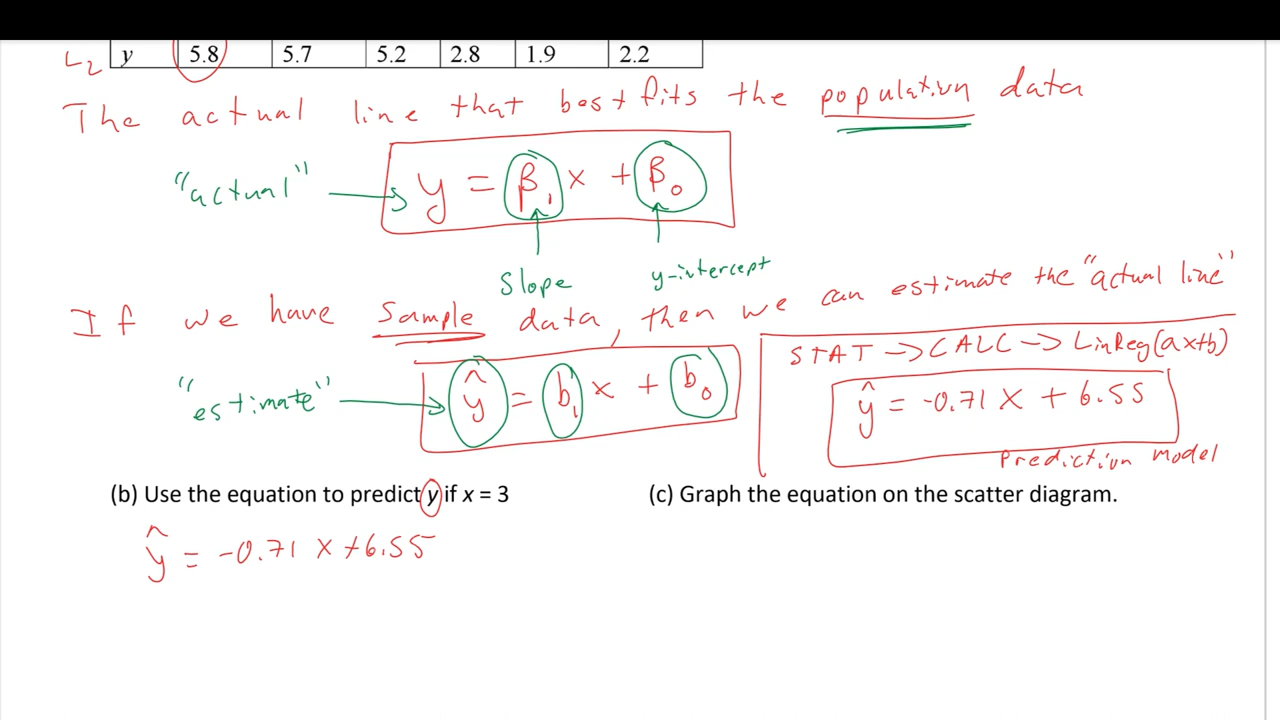 L2 y 5.8 5.7 5.2 2.8 1.9 2.2
The actual line that best fits the population data
"actual" y = β₁ x + β₀
slope y-intercept
If we have sample data, then we can estimate the "actual line"
STAT → CALC → LinReg(ax+b)
"estimate" ŷ = b₁ x + b₀
ŷ = -0.71 x + 6.55
Prediction model
(b) Use the equation to predict y if x = 3
(c) Graph the equation on the scatter diagram.
ŷ = -0.71 x + 6.55